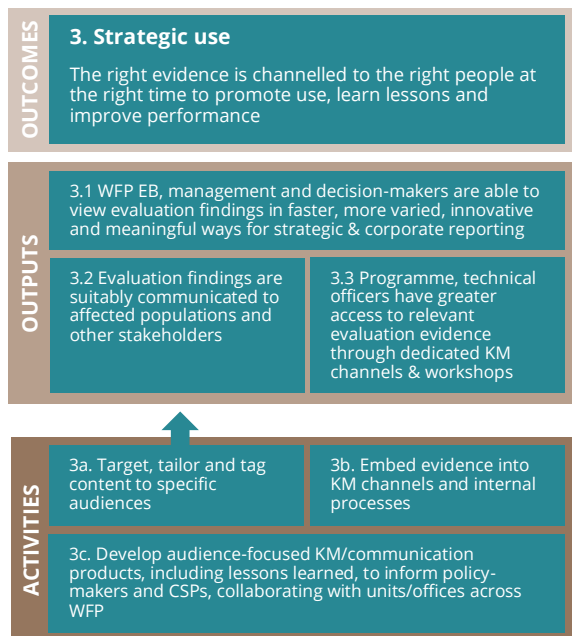 OUTCOMES
3. Strategic use
The right evidence is channelled to the right people at
the right time to promote use, learn lessons and
improve performance
OUTPUTS
3.1 WFP EB, management and decision-makers are able to
view evaluation findings in faster, more varied, innovative
and meaningful ways for strategic & corporate reporting
3.2 Evaluation findings are
suitably communicated to
affected populations and
other stakeholders
3.3 Programme, technical
officers have greater
access to relevant
evaluation evidence
through dedicated KM
channels & workshops
ACTIVITIES
3a. Target, tailor and tag
content to specific
audiences
3b. Embed evidence into
KM channels and internal
processes
3c. Develop audience-focused KM/communication
products, including lessons learned, to inform policy-
makers and CSPs, collaborating with units/offices across
WFP